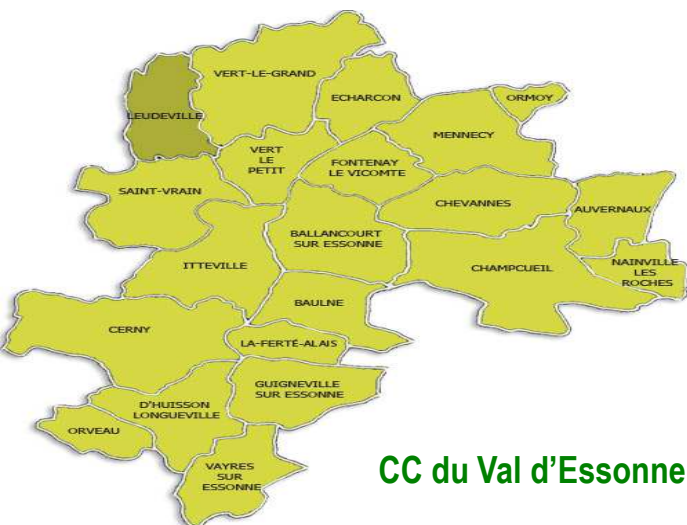 VERT-LE-GRAND
ECHARCON
ORMOY
LEUDEVILLE
MENNECY
VERT
LE
PETIT
FONTENAY
LE VICOMTE
SAINT-VRAIN
CHEVANNES
AUVERNAUX
BALLANCOURT
SUR ESSONNE
ITTEVILLE
CHAMPCUEIL
NAINVILLE
LES
ROCHES
BAULNE
CERNY
LA-FERTÉ-ALAIS
GUIGNEVILLE
SUR ESSONNE
D'HUISSON
LONGUEVILLE
ORVEAU
VAYRES
SUR
ESSONNE
CC du Val d'Essonne